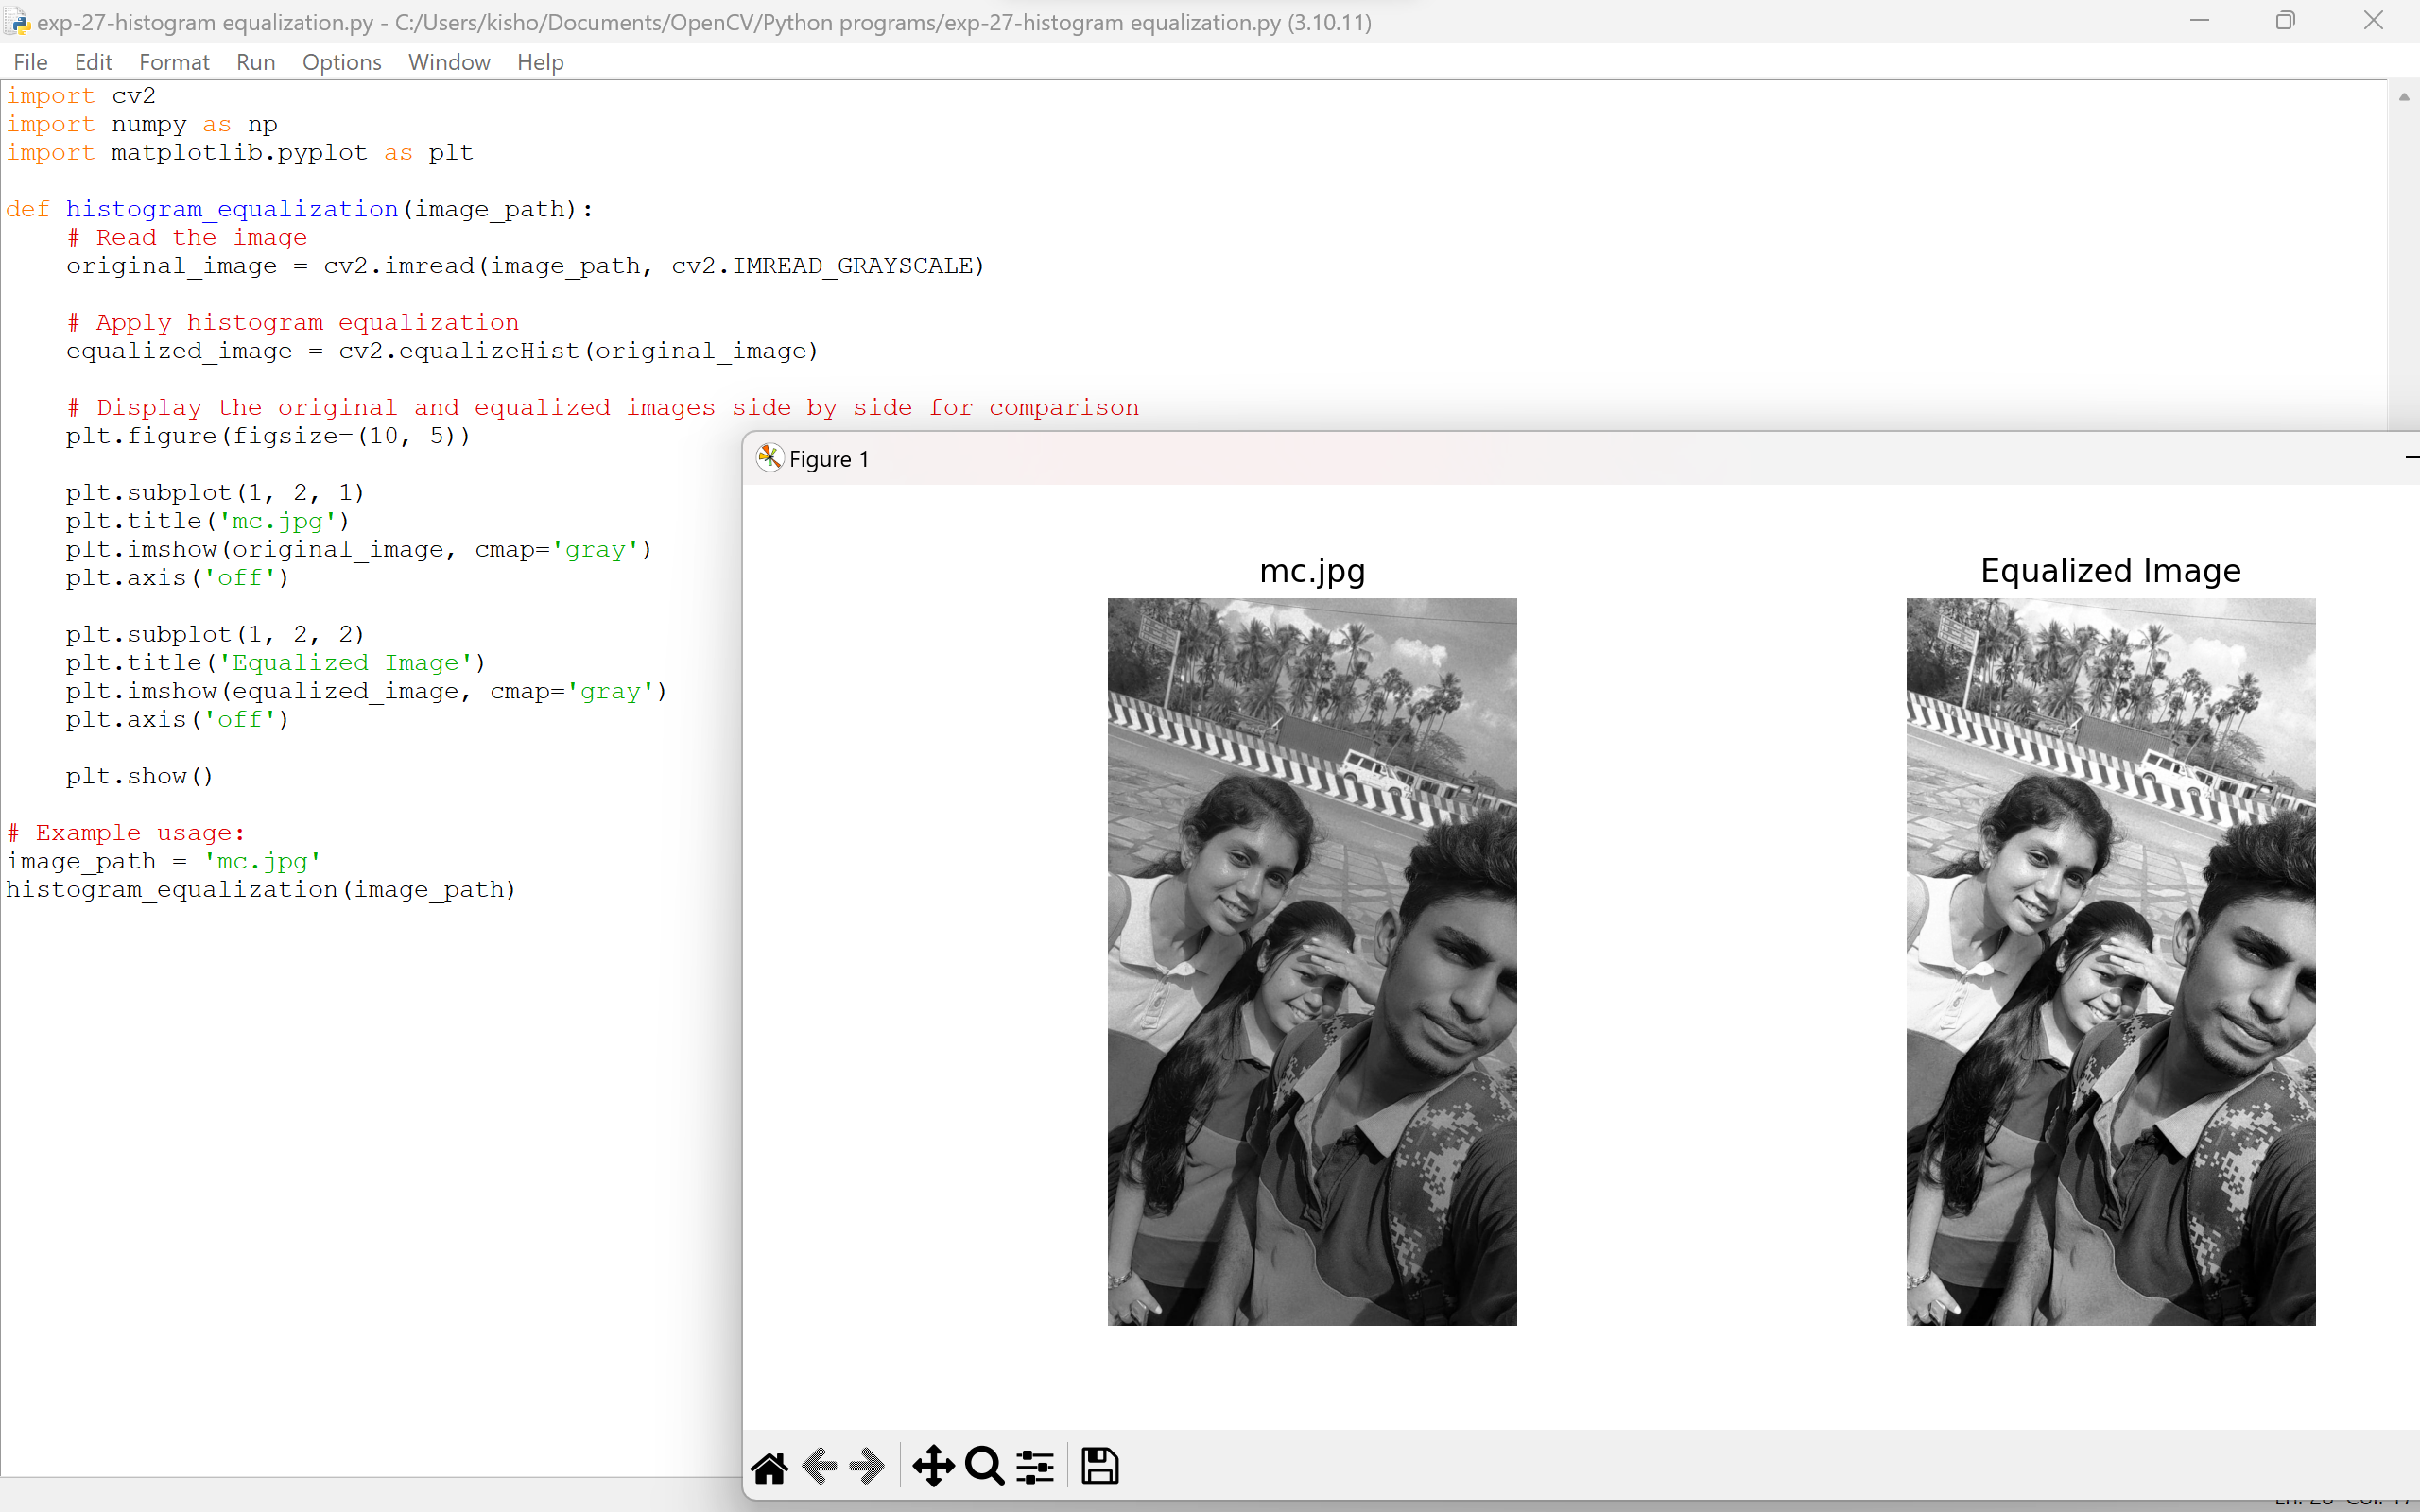 exp-27-histogram equalization.py - C:/Users/kisho/Documents/OpenCV/Python programs/exp-27-histogram equalization.py (3.10.11)
File Edit Format Run Options Window Help
import cv2
import numpy as np
import matplotlib.pyplot as plt
def histogram_equalization(image_path):
# Read the image
original_image = cv2.imread(image_path, cv2.IMREAD_GRAYSCALE)
# Apply histogram equalization
equalized_image = cv2.equalizeHist(original_image)
# Display the original and equalized images side by side for comparison
plt.figure(figsize=(10, 5))
plt.subplot(1, 2, 1)
plt.title('mc.jpg')
plt.imshow(original_image, cmap='gray')
plt.axis('off')
plt.subplot(1, 2, 2)
plt.title('Equalized Image')
plt.imshow(equalized_image, cmap='gray')
plt.axis('off')
plt.show()
# Example usage:
image_path = 'mc.jpg'
histogram_equalization(image_path)
Figure 1
mc.jpg
Equalized Image